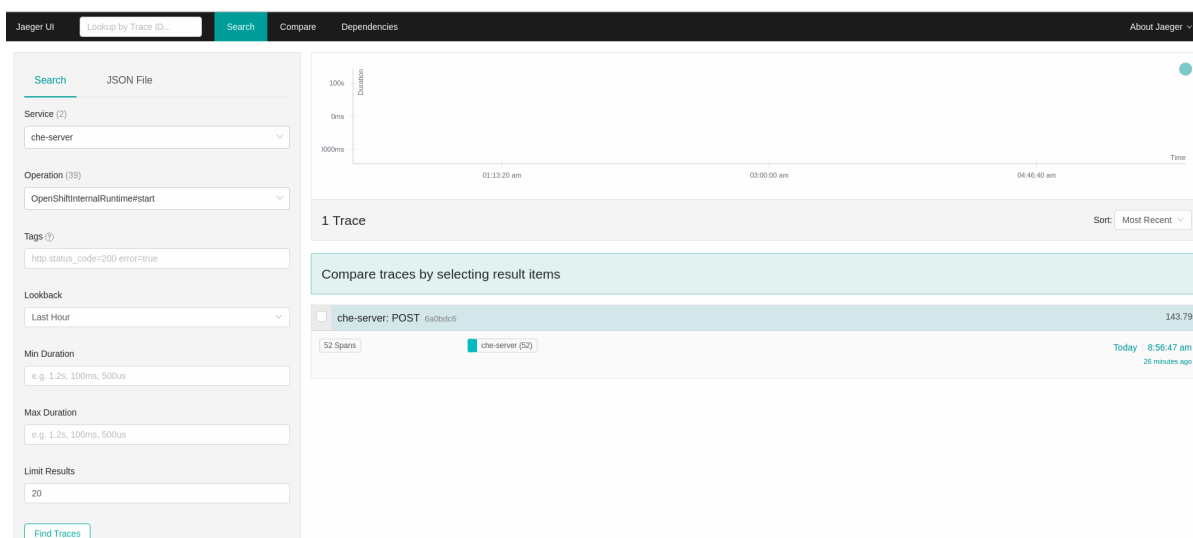 Jaeger UI Lookup by Trace ID... Search Compare Dependencies About Jaeger
Search JSON File
Service (2)
che-server
Operation (39)
OpenShiftInternalRuntime#start
Tags
http.status_code=200 error=true
Lookback
Last Hour
Min Duration
e.g. 1.2s, 100ms, 500us
Max Duration
e.g. 1.2s, 100ms, 500us
Limit Results
20
Find Traces
Duration
100s
0ms
0000ms
Time
01:13:20 am 03:00:00 am 04:46:40 am
1 Trace Sort: Most Recent
Compare traces by selecting result items
che-server: POST 6a0bdc6 143.79
52 Spans che-server (52) Today 8:56:47 am
26 minutes ago